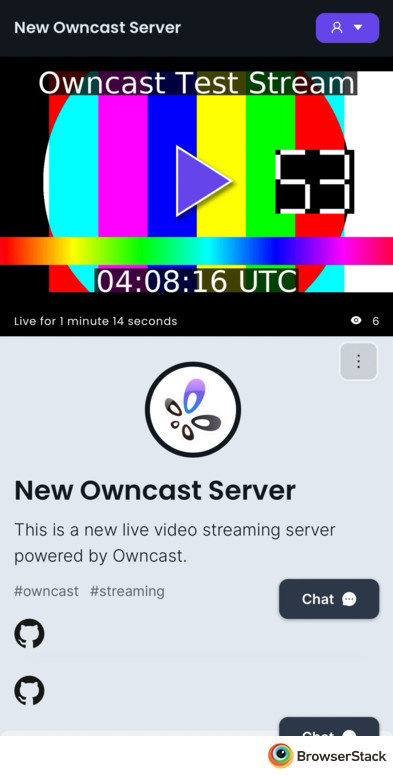 New Owncast Server
Owncast Test Stream
53
04:08:16 UTC
Live for 1 minute 14 seconds
6
New Owncast Server
This is a new live video streaming server
powered by Owncast.
#owncast #streaming
Chat
Chat
BrowserStack